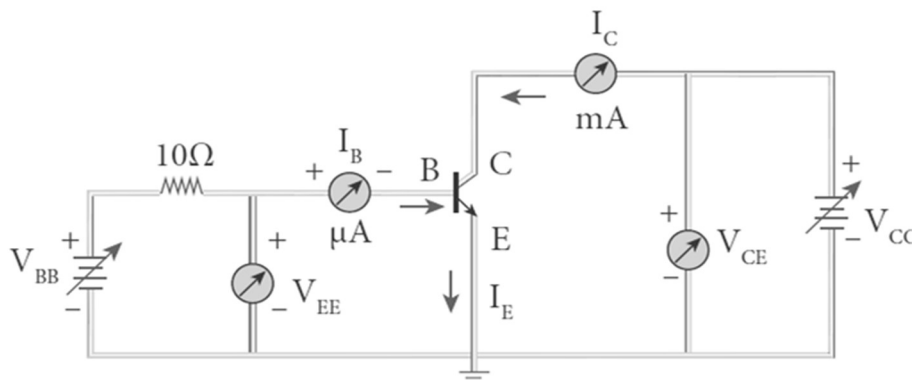 I_C
mA
10Ω
+ I_B −
μA
B
C
E
I_E
+
V_BB
−
+
V_EE
−
+
V_CE
−
+
V_CC
−